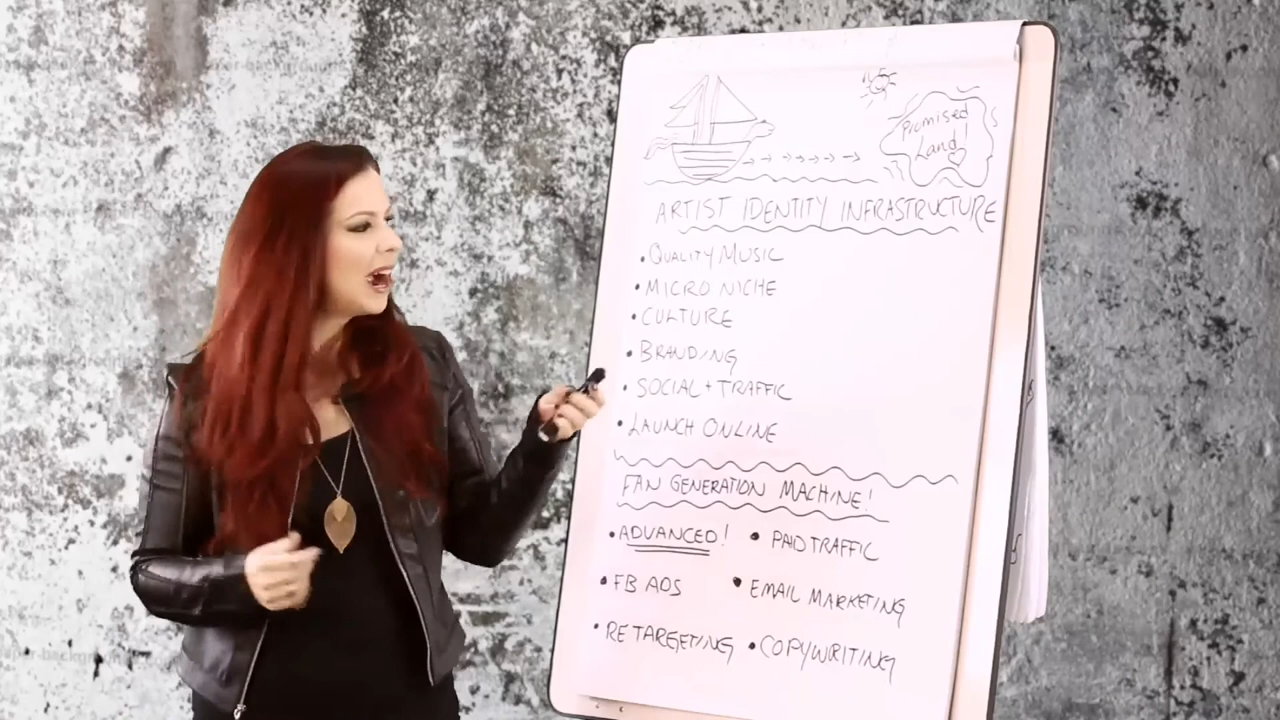 Promised
Land!
ARTIST IDENTITY INFRASTRUCTURE
• QUALITY MUSIC
• MICRO NICHE
• CULTURE
• BRANDING
• SOCIAL + TRAFFIC
• LAUNCH ONLINE
FAN GENERATION MACHINE!
• ADVANCED! • PAID TRAFFIC
• FB ADS • EMAIL MARKETING
• RETARGETING • COPYWRITING